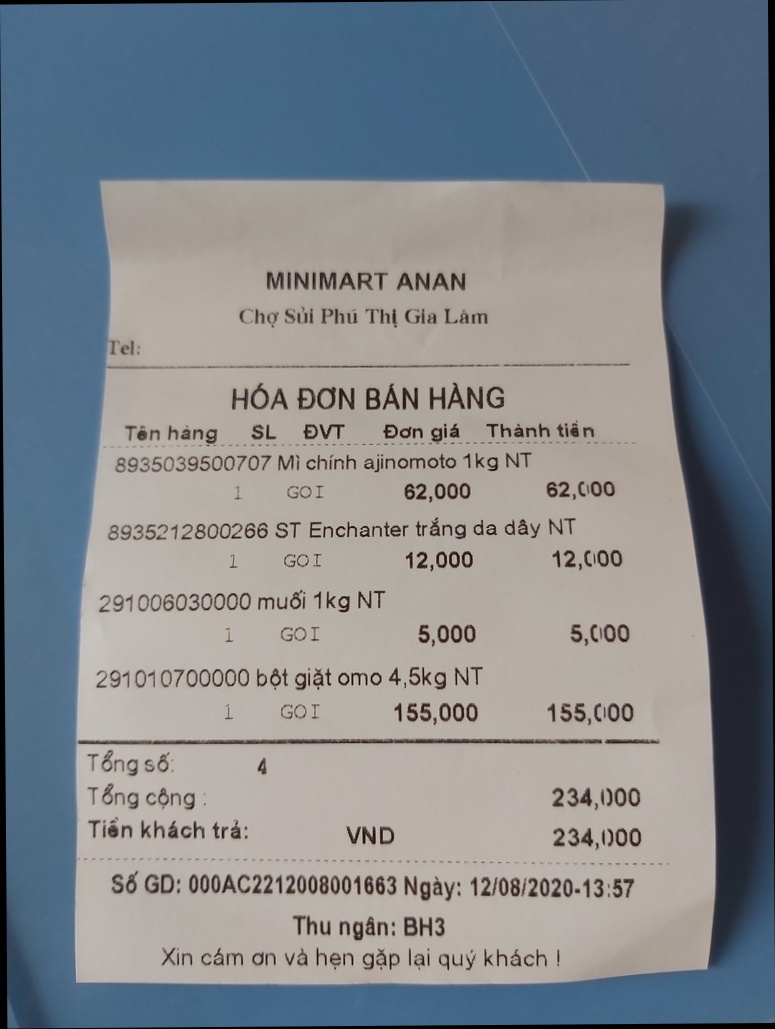 MINIMART ANAN
Chợ Sủi Phú Thị Gia Lâm
Tel:
HÓA ĐƠN BÁN HÀNG
Tên hàng SL ĐVT Đơn giá Thành tiền
8935039500707 Mì chính ajinomoto 1kg NT
1 GOI 62,000 62,000
8935212800266 ST Enchanter trắng da dây NT
1 GOI 12,000 12,000
291006030000 muối 1kg NT
1 GOI 5,000 5,000
291010700000 bột giặt omo 4,5kg NT
1 GOI 155,000 155,000
Tổng số: 4
Tổng cộng : 234,000
Tiền khách trả: VND 234,000
Số GD: 000AC2212008001663 Ngày: 12/08/2020-13:57
Thu ngân: BH3
Xin cám ơn và hẹn gặp lại quý khách !